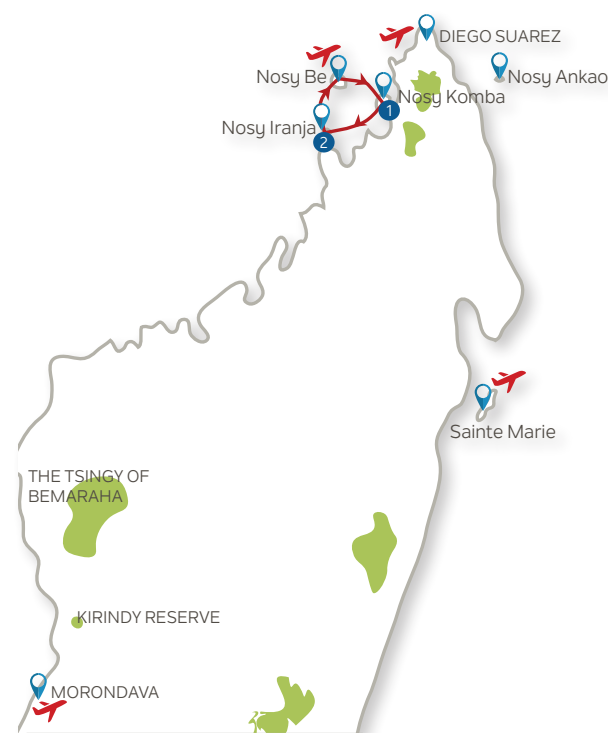 DIEGO SUAREZ
Nosy Be
Nosy Ankao
Nosy Komba
1
Nosy Iranja
2
Sainte Marie
THE TSINGY OF
BEMARAHA
KIRINDY RESERVE
MORONDAVA